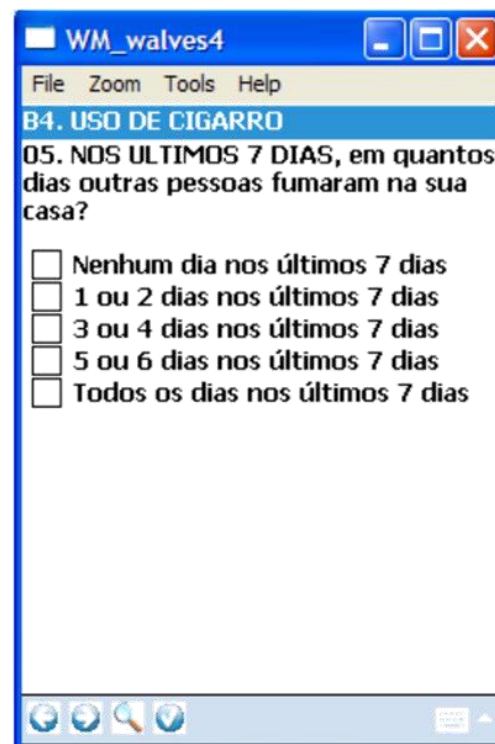 WM_walves4
File Zoom Tools Help
B4. USO DE CIGARRO
05. NOS ULTIMOS 7 DIAS, em quantos
dias outras pessoas fumaram na sua
casa?
Nenhum dia nos últimos 7 dias
1 ou 2 dias nos últimos 7 dias
3 ou 4 dias nos últimos 7 dias
5 ou 6 dias nos últimos 7 dias
Todos os dias nos últimos 7 dias